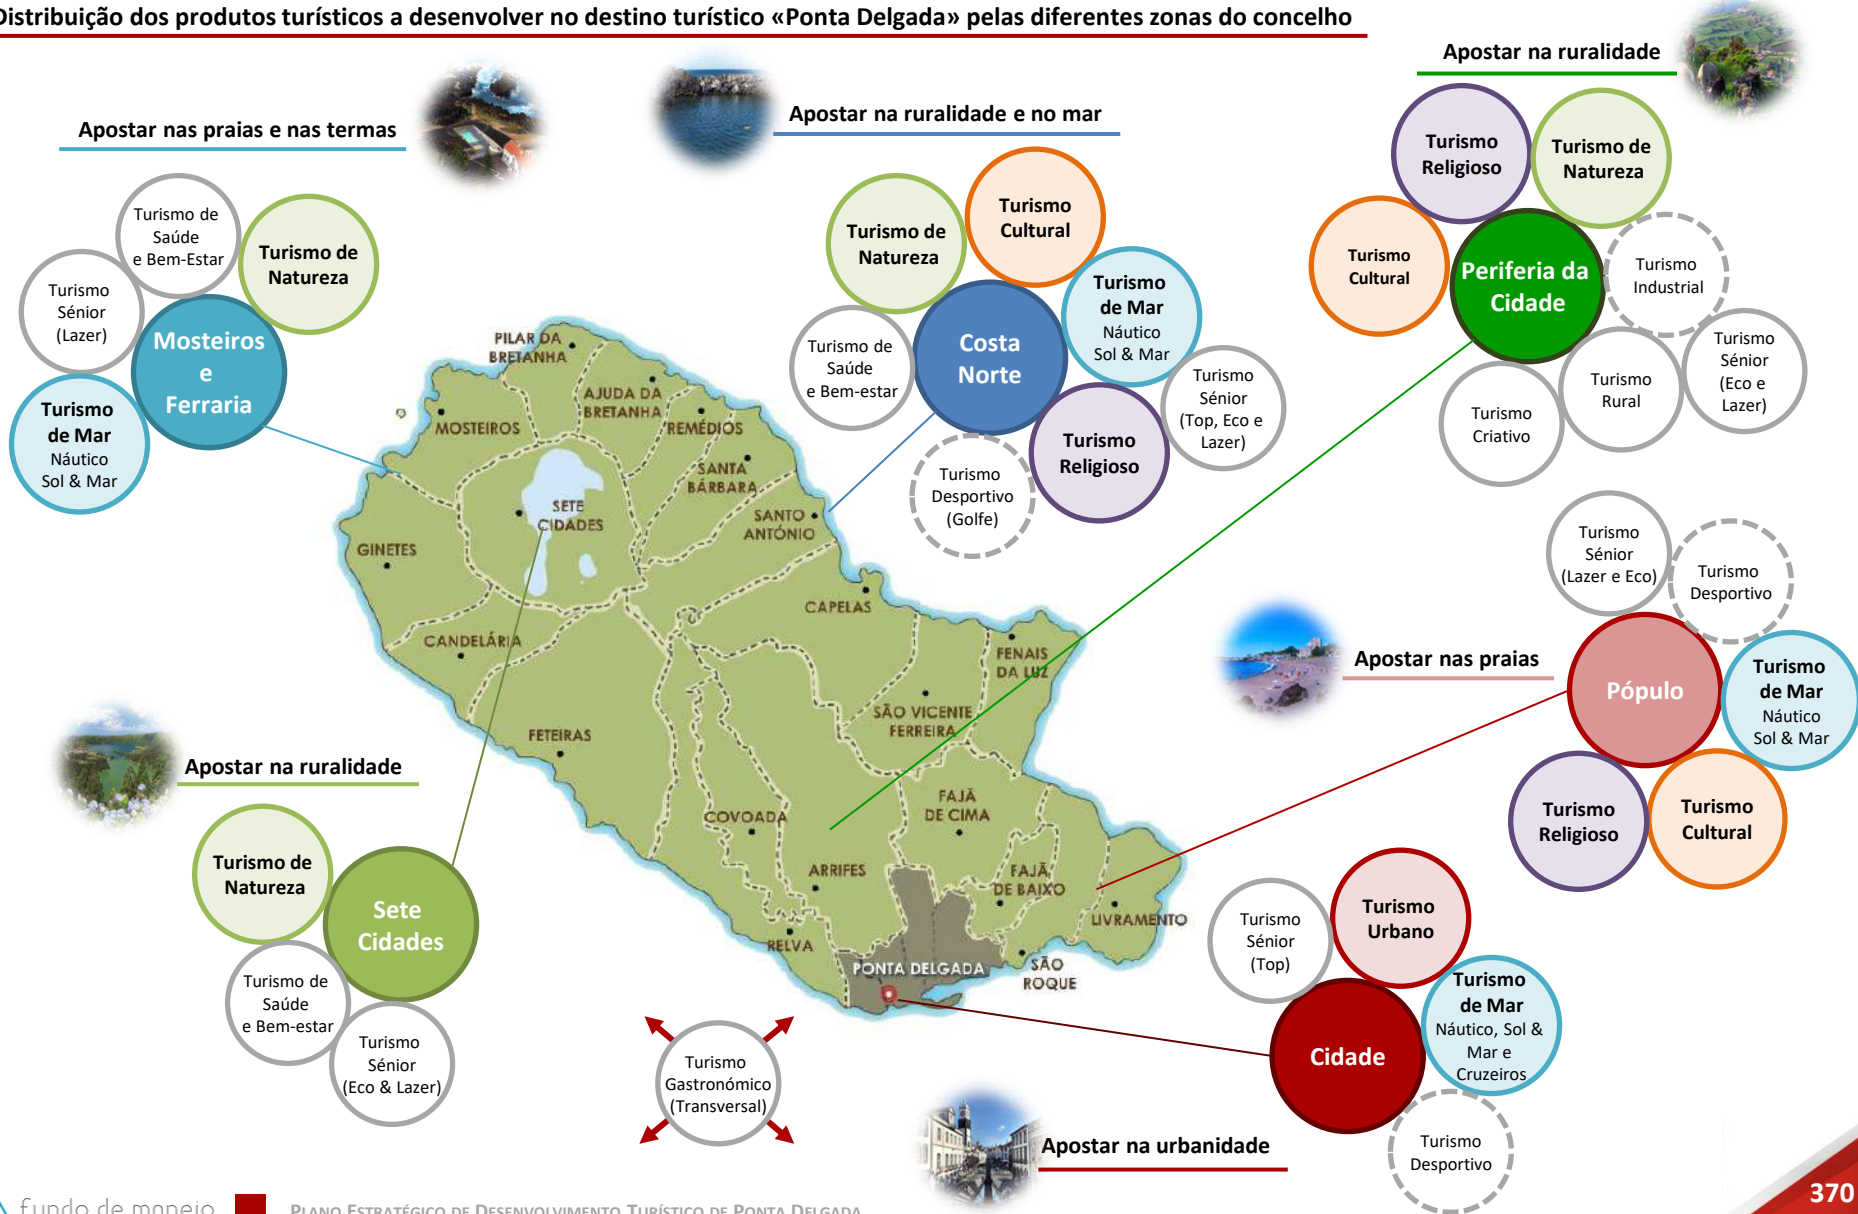 Distribuição dos produtos turísticos a desenvolver no destino turístico «Ponta Delgada» pelas diferentes zonas do concelho
Apostar nas praias e nas termas
Turismo de
Saúde
e Bem-Estar
Turismo de
Natureza
Turismo
Sénior
(Lazer)
Mosteiros
e
Ferraria
Turismo
de Mar
Náutico
Sol & Mar
Apostar na ruralidade e no mar
Turismo
Cultural
Turismo de
Natureza
Turismo
de Mar
Náutico
Sol & Mar
Turismo de
Saúde
e Bem-estar
Costa
Norte
Turismo
Sénior
(Top, Eco e
Lazer)
Turismo
Religioso
Turismo
Desportivo
(Golfe)
Apostar na ruralidade
Turismo
Religioso
Turismo de
Natureza
Turismo
Cultural
Periferia da
Cidade
Turismo
Industrial
Turismo
Sénior
(Eco e
Lazer)
Turismo
Rural
Turismo
Criativo
PILAR DA
BRETANHA
AJUDA DA
BRETANHA
MOSTEIROS
REMÉDIOS
SANTA
BÁRBARA
SETE
CIDADES
SANTO
ANTÓNIO
GINETES
CAPELAS
CANDELÁRIA
FENAIS
DA LUZ
SÃO VICENTE
FERREIRA
FETEIRAS
FAJÃ
DE CIMA
COVOADA
ARRIFES
FAJÃ
DE BAIXO
LIVRAMENTO
RELVA
PONTA DELGADA
SÃO
ROQUE
Turismo
Sénior
(Lazer e Eco)
Turismo
Desportivo
Apostar nas praias
Pópulo
Turismo
de Mar
Náutico
Sol & Mar
Turismo
Religioso
Turismo
Cultural
Apostar na ruralidade
Turismo de
Natureza
Sete
Cidades
Turismo de
Saúde
e Bem-estar
Turismo
Sénior
(Eco & Lazer)
Turismo
Gastronómico
(Transversal)
Turismo
Sénior
(Top)
Turismo
Urbano
Turismo
de Mar
Náutico, Sol &
Mar e
Cruzeiros
Cidade
Turismo
Desportivo
Apostar na urbanidade
fundo de maneio
PLANO ESTRATÉGICO DE DESENVOLVIMENTO TURÍSTICO DE PONTA DELGADA
370